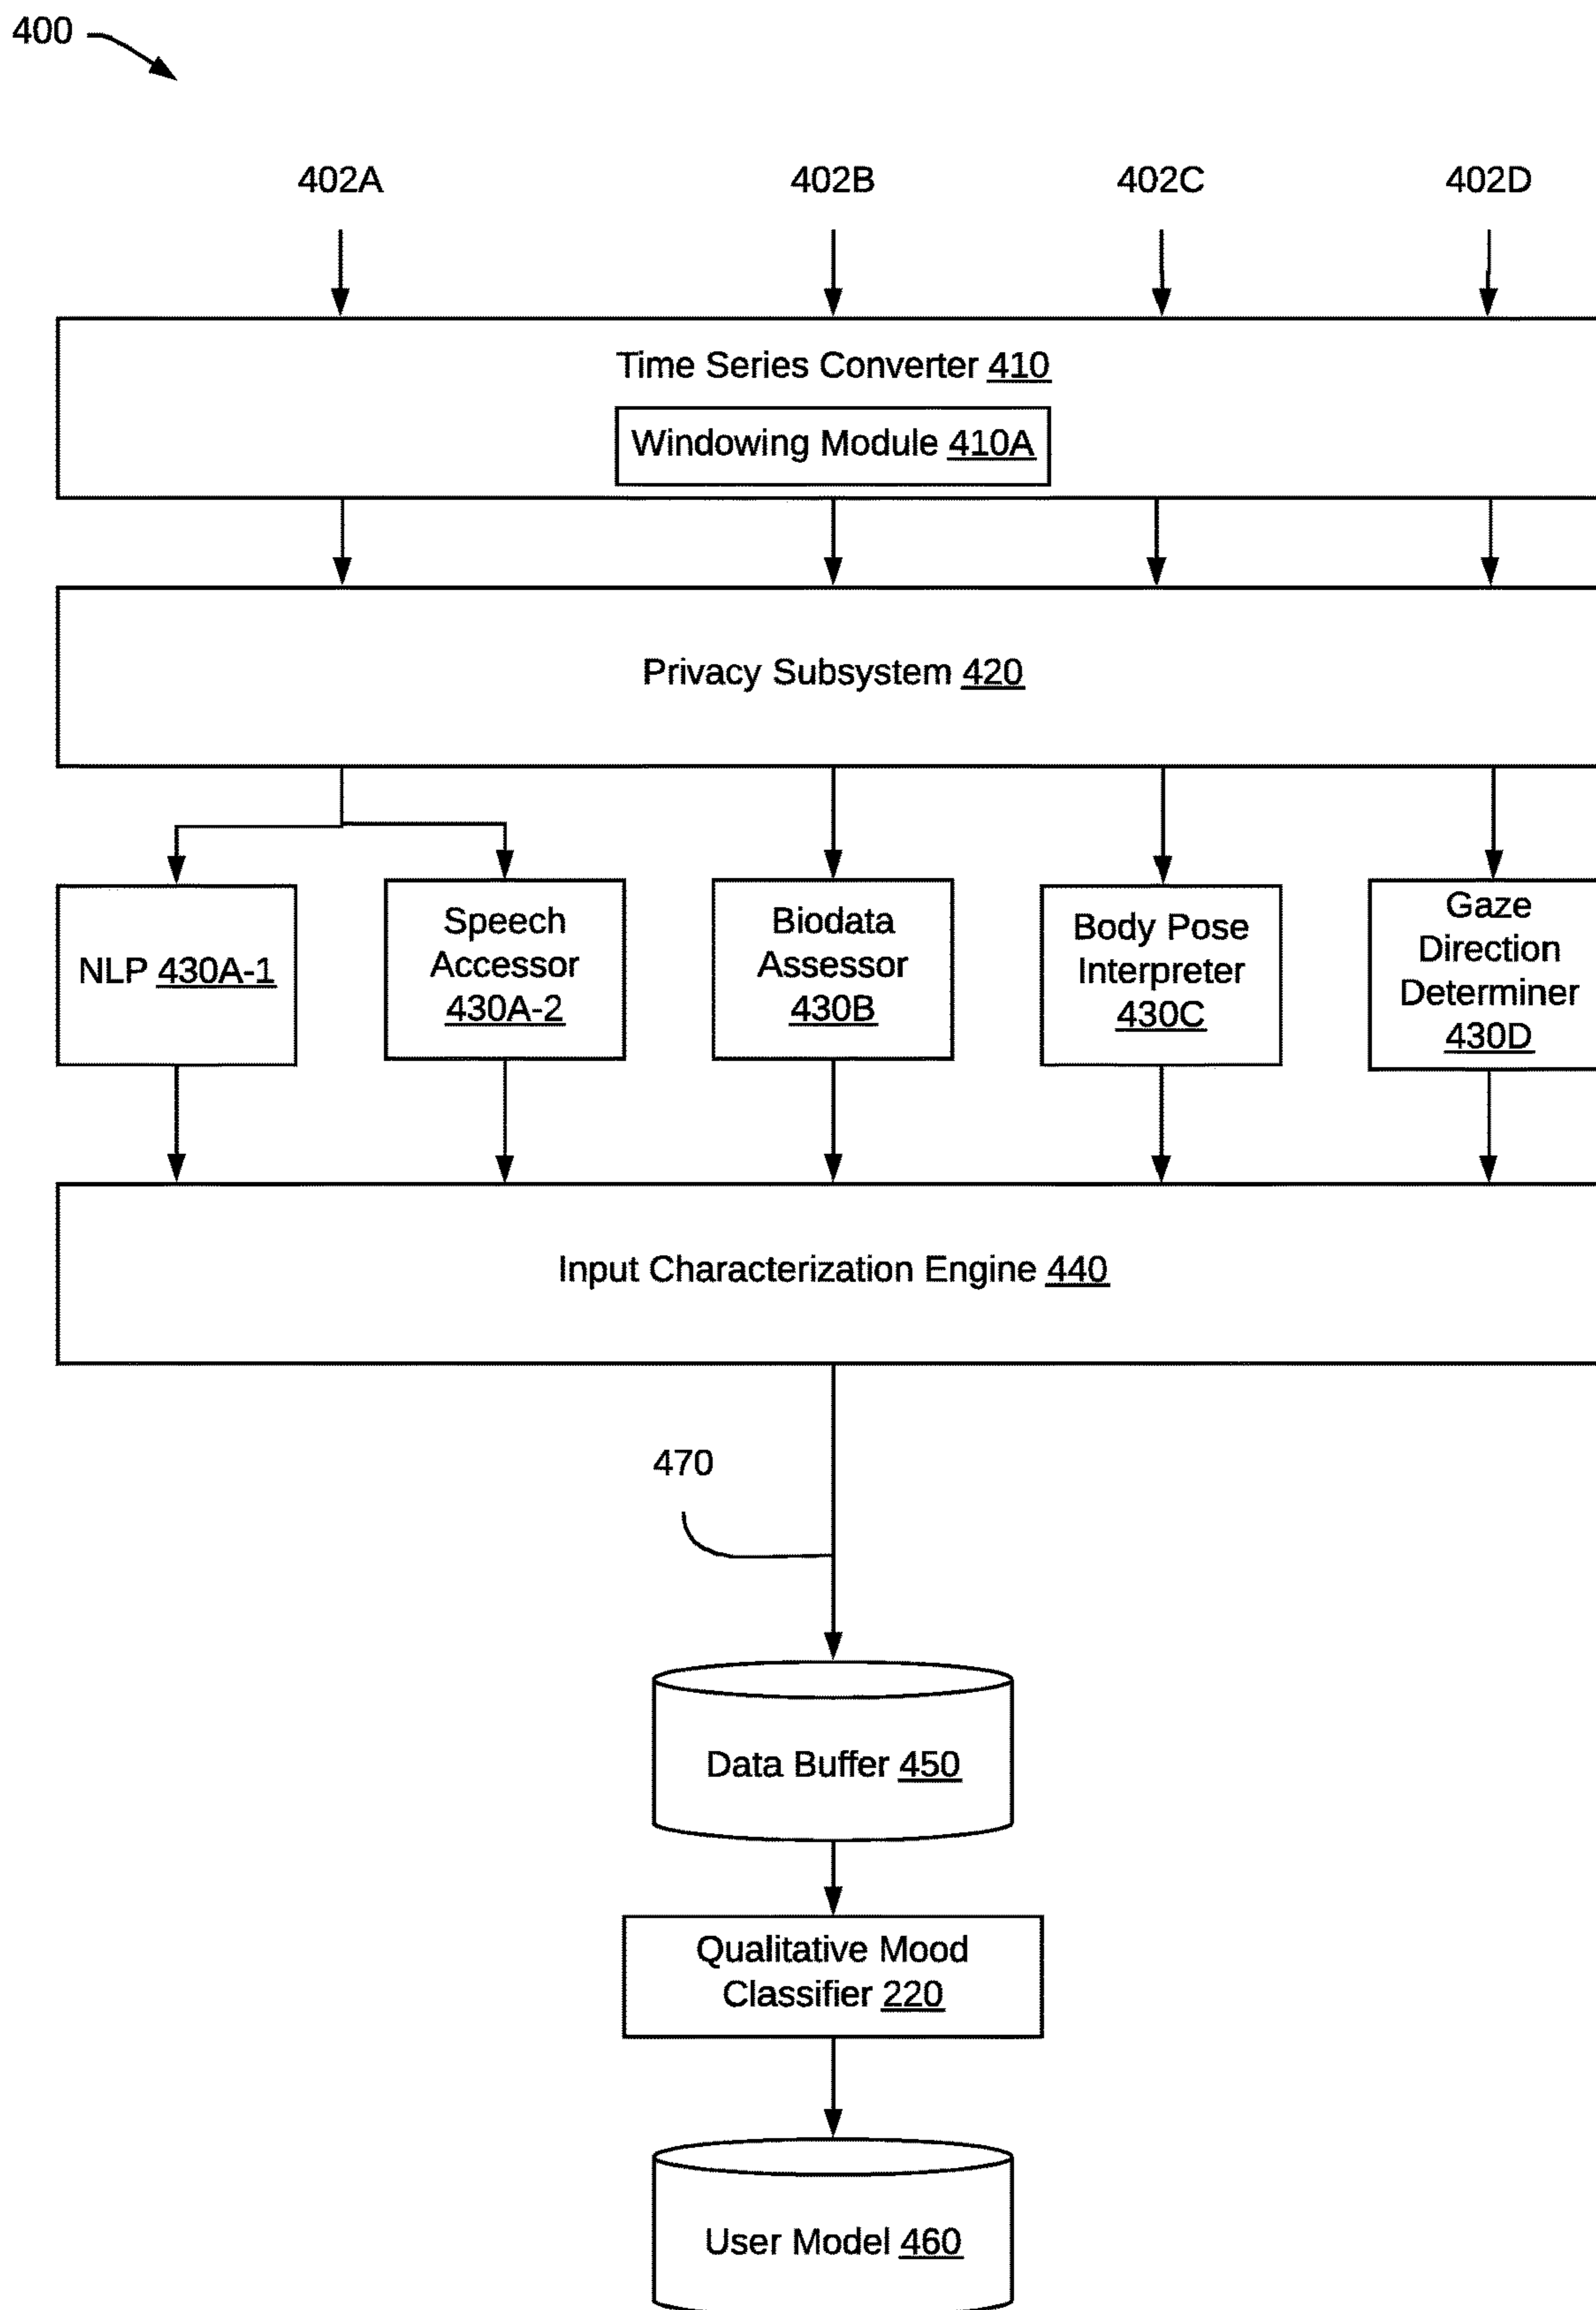 400
402A
402B
402C
402D
Time Series Converter 410
Windowing Module 410A
Privacy Subsystem 420
NLP 430A-1
Speech
Accessor
430A-2
Biodata
Assessor
430B
Body Pose
Interpreter
430C
Gaze
Direction
Determiner
430D
Input Characterization Engine 440
470
Data Buffer 450
Qualitative Mood
Classifier 220
User Model 460